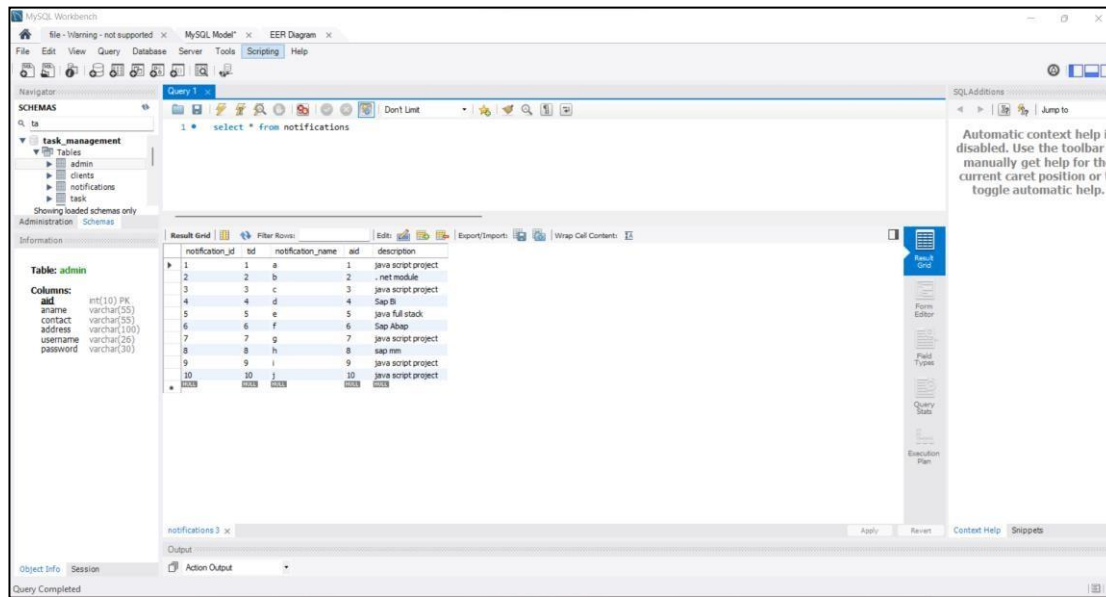 MySQL Workbench
file - Warning - not supported MySQL Model* EER Diagram
File Edit View Query Database Server Tools Scripting Help
Navigator
SCHEMAS
ta
task_management
Tables
admin
clients
notifications
task
Showing loaded schemas only
Administration Schemas
Information
Table: admin
Columns:
aid int(10) PK
aname varchar(55)
contact varchar(55)
address varchar(100)
username varchar(26)
password varchar(30)
Object Info Session
Query Completed
Query 1
Don't Limit
1 select * from notifications
Result Grid Filter Rows: Edit: Export/Import: Wrap Cell Content:
notification_id tid notification_name aid description
1 1 a 1 java script project
2 2 b 2 . net module
3 3 c 3 java script project
4 4 d 4 Sap Bi
5 5 e 5 java full stack
6 6 f 6 Sap Abap
7 7 g 7 java script project
8 8 h 8 sap mm
9 9 i 9 java script project
10 10 j 10 java script project
NULL NULL NULL NULL NULL
Result
Grid
Form
Editor
Field
Types
Query
Stats
Execution
Plan
notifications 3 Apply Revert
Output
Action Output
SQLAdditions
Jump to
Automatic context help i
disabled. Use the toolbar
manually get help for th
current caret position or
toggle automatic help.
Context Help Snippets